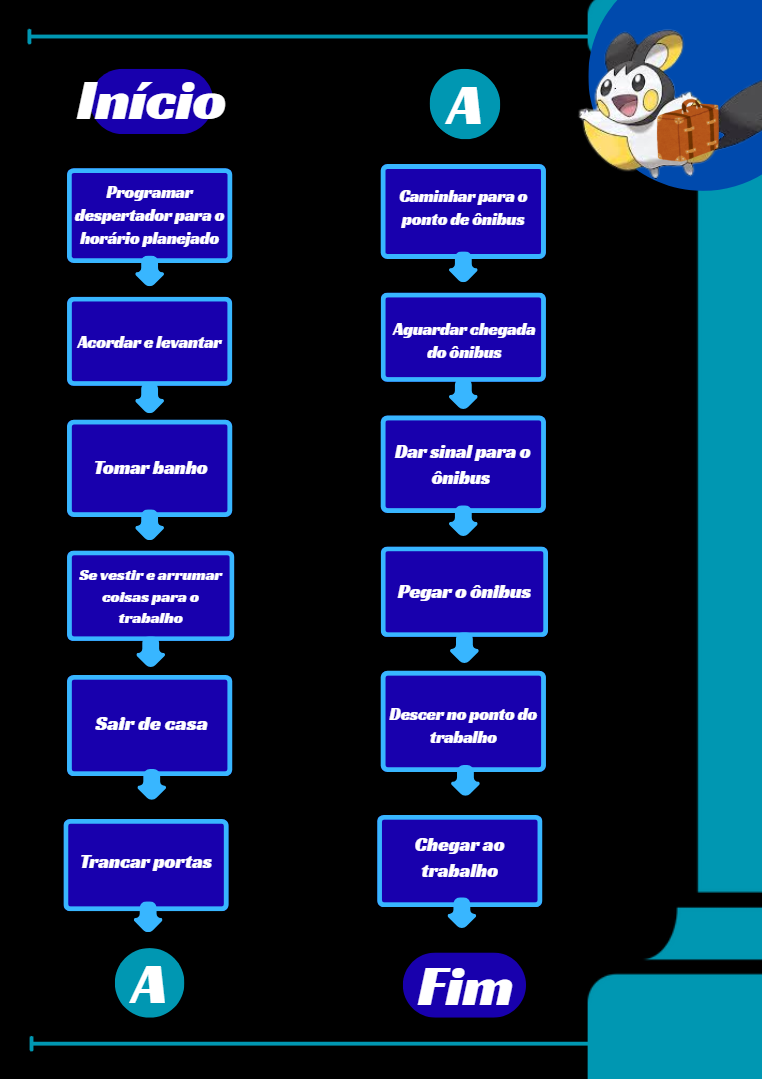 Início
Programar
despertador para o
horário planejado
Acordar e levantar
Tomar banho
Se vestir e arrumar
coisas para o
trabalho
Sair de casa
Trancar portas
A
A
Caminhar para o
ponto de ônibus
Aguardar chegada
do ônibus
Dar sinal para o
ônibus
Pegar o ônibus
Descer no ponto do
trabalho
Chegar ao
trabalho
Fim